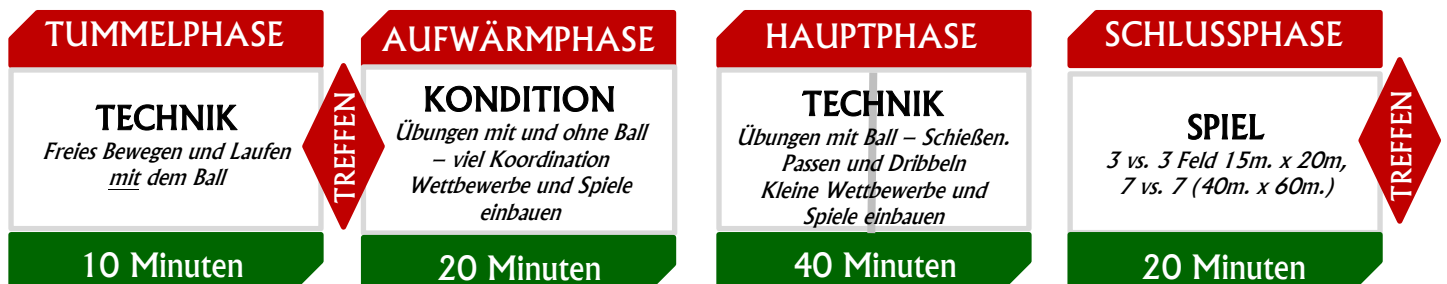 TUMMELPHASE
TECHNIK
Freies Bewegen und Laufen
mit dem Ball
10 Minuten
TREFFEN
AUFWÄRMPHASE
KONDITION
Übungen mit und ohne Ball
– viel Koordination
Wettbewerbe und Spiele
einbauen
20 Minuten
HAUPTPHASE
TECHNIK
Übungen mit Ball – Schießen.
Passen und Dribbeln
Kleine Wettbewerbe und
Spiele einbauen
40 Minuten
SCHLUSSPHASE
SPIEL
3 vs. 3 Feld 15m. x 20m,
7 vs. 7 (40m. x 60m.)
20 Minuten
TREFFEN